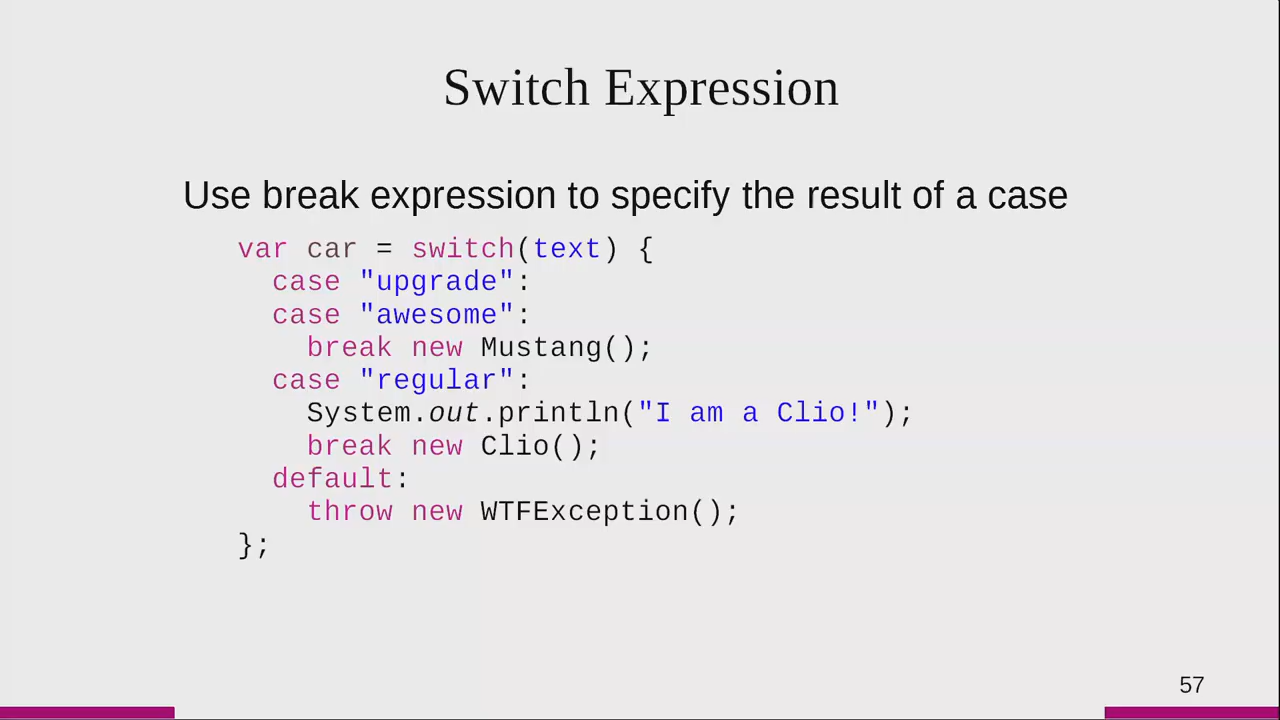 Switch Expression
Use break expression to specify the result of a case
var car = switch(text) {
  case "upgrade":
  case "awesome":
    break new Mustang();
  case "regular":
    System.out.println("I am a Clio!");
    break new Clio();
  default:
    throw new WTFException();
};
57